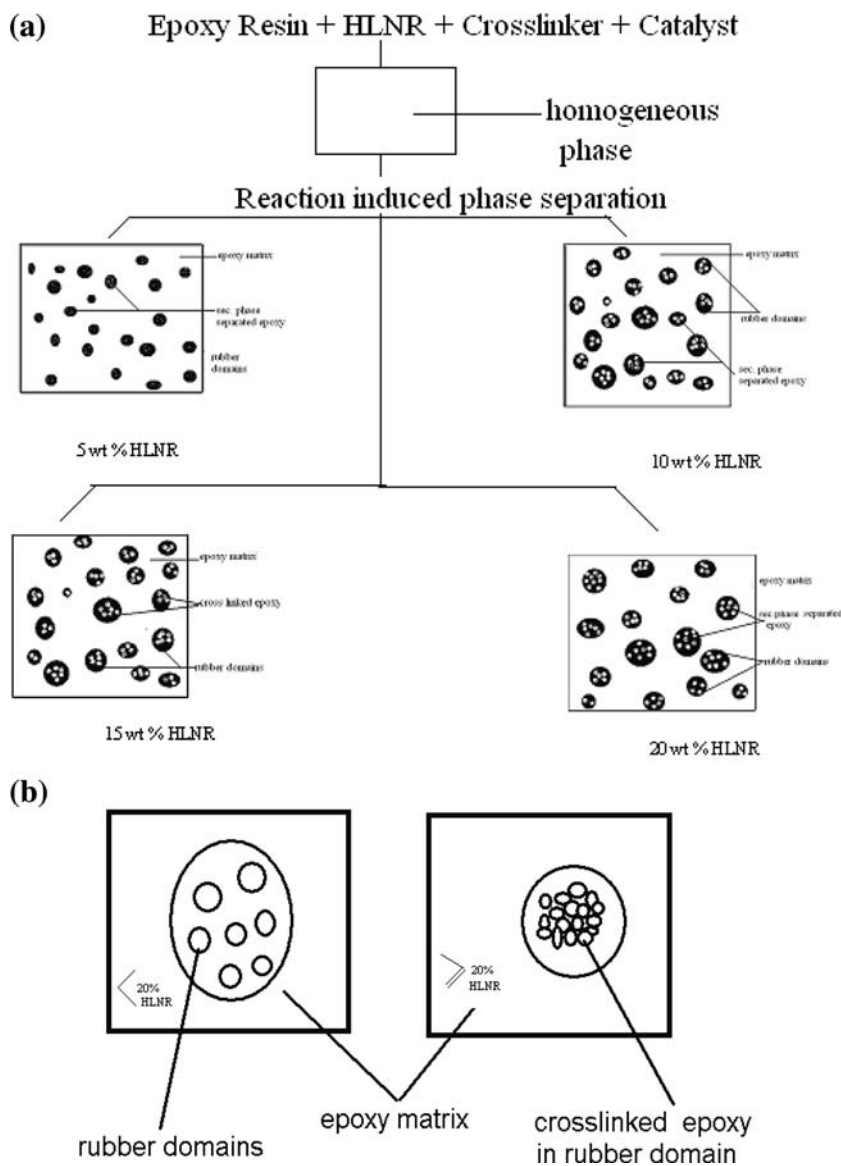 (a)
Epoxy Resin + HLNR + Crosslinker + Catalyst
homogeneous
phase
Reaction induced phase separation
epoxy matrix
sec. phase
separated epoxy
rubber
domains
5 wt % HLNR
epoxy matrix
rubber domains
sec. phase
separated epoxy
10 wt % HLNR
epoxy matrix
cross linked epoxy
rubber domains
15 wt % HLNR
epoxy matrix
sec phase separated
epoxy
rubber domains
20 wt % HLNR
(b)
20%
HLNR
20%
HLNR
rubber domains
epoxy matrix
crosslinked epoxy
in rubber domain